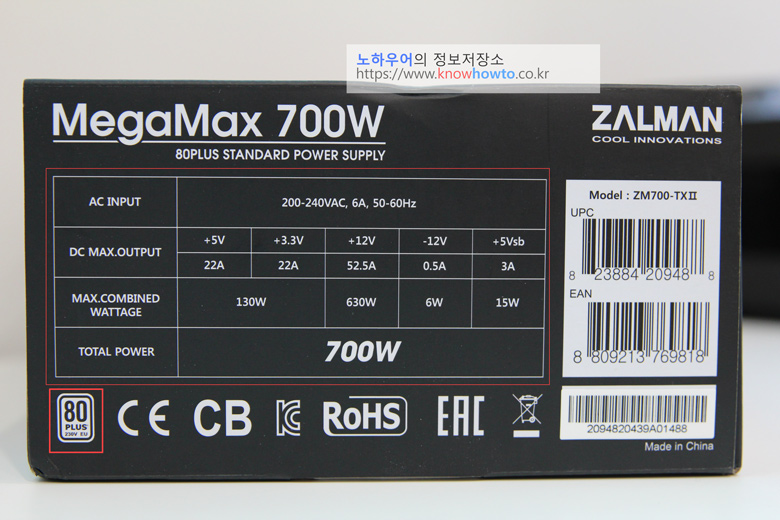 노하우어의 정보저장소
https://www.knowhowto.co.kr
MegaMax 700W
80PLUS STANDARD POWER SUPPLY
ZALMAN
COOL INNOVATIONS
AC INPUT 200-240VAC, 6A, 50-60Hz
DC MAX.OUTPUT +5V +3.3V +12V -12V +5Vsb
22A 22A 52.5A 0.5A 3A
MAX.COMBINED WATTAGE 130W 630W 6W 15W
TOTAL POWER 700W
Model : ZM700-TXII
UPC
8 23884 20948 8
EAN
8 809213 769818
80 PLUS 230V EU
CE CB RoHS EAC
2094820439A01488
Made in China